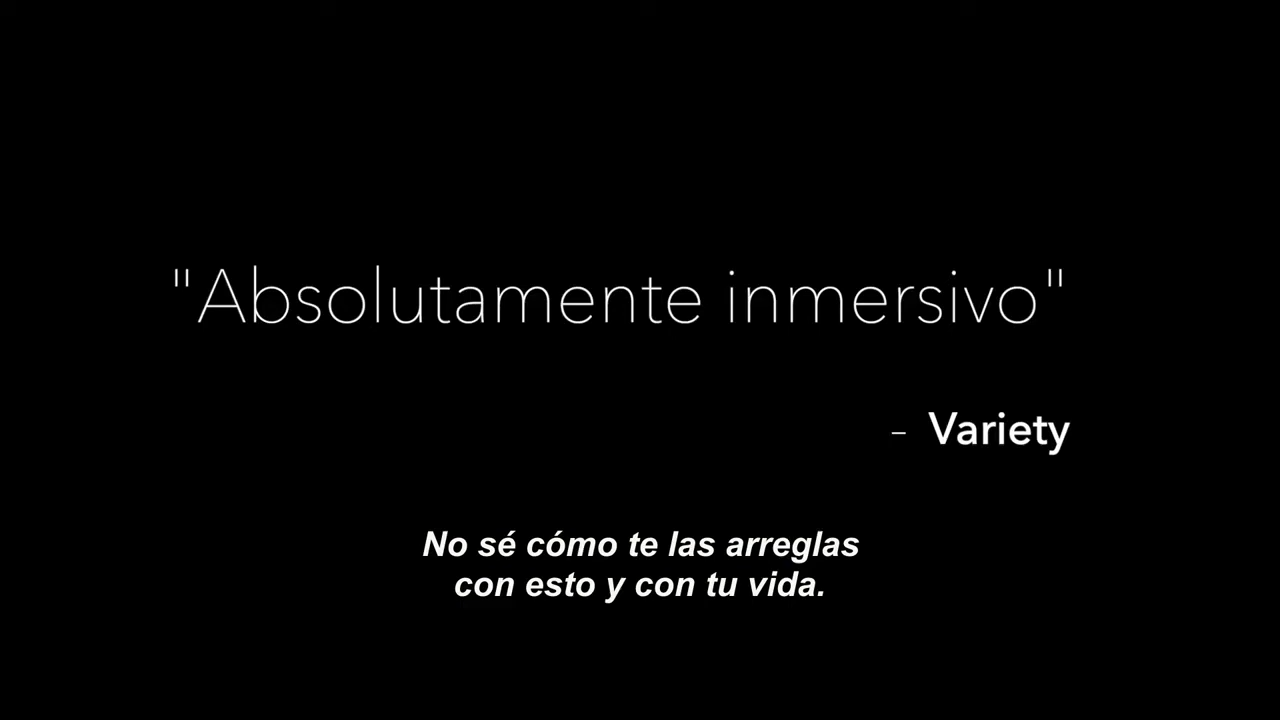 "Absolutamente inmersivo"
– Variety
No sé cómo te las arreglas
con esto y con tu vida.